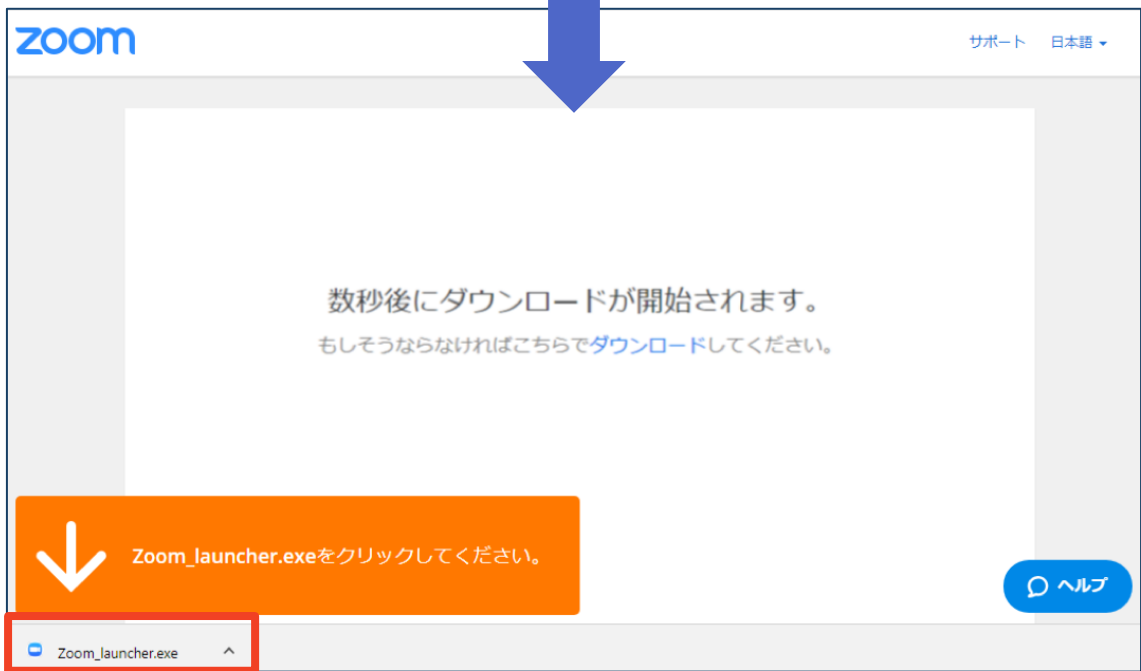 zoom
サポート 日本語
数秒後にダウンロードが開始されます。
もしそうならなければこちらでダウンロードしてください。
Zoom_launcher.exeをクリックしてください。
ヘルプ
Zoom_launcher.exe